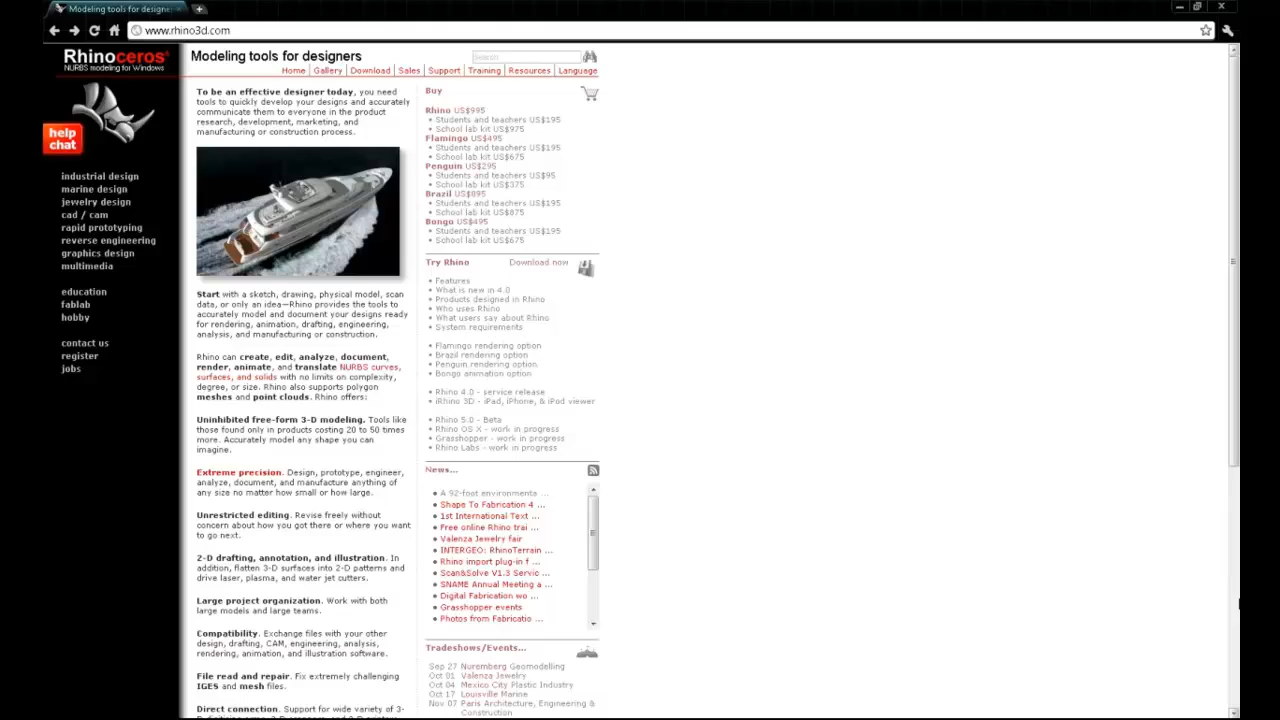 Modeling tools for designe
www.rhino3d.com
Rhinoceros
NURBS modeling for Windows
help
chat
industrial design
marine design
jewelry design
cad / cam
rapid prototyping
reverse engineering
graphics design
multimedia
education
fablab
hobby
contact us
register
jobs
Modeling tools for designers
Search
Home
Gallery
Download
Sales
Support
Training
Resources
Language
To be an effective designer today, you need
tools to quickly develop your designs and accurately
communicate them to everyone in the product
research, development, marketing, and
manufacturing or construction process.
Start with a sketch, drawing, physical model, scan
data, or only an idea—Rhino provides the tools to
accurately model and document your designs ready
for rendering, animation, drafting, engineering,
analysis, and manufacturing or construction.
Rhino can create, edit, analyze, document,
render, animate, and translate NURBS curves,
surfaces, and solids with no limits on complexity,
degree, or size. Rhino also supports polygon
meshes and point clouds. Rhino offers:
Uninhibited free-form 3-D modeling. Tools like
those found only in products costing 20 to 50 times
more. Accurately model any shape you can
imagine.
Extreme precision. Design, prototype, engineer,
analyze, document, and manufacture anything of
any size no matter how small or how large.
Unrestricted editing. Revise freely without
concern about how you got there or where you want
to go next.
2-D drafting, annotation, and illustration. In
addition, flatten 3-D surfaces into 2-D patterns and
drive laser, plasma, and water jet cutters.
Large project organization. Work with both
large models and large teams.
Compatibility. Exchange files with your other
design, drafting, CAM, engineering, analysis,
rendering, animation, and illustration software.
File read and repair. Fix extremely challenging
IGES and mesh files.
Direct connection. Support for wide variety of 3-
Buy
Rhino US$995
• Students and teachers US$195
• School lab kit US$975
Flamingo US$495
• Students and teachers US$195
• School lab kit US$675
Penguin US$295
• Students and teachers US$95
• School lab kit US$375
Brazil US$895
• Students and teachers US$195
• School lab kit US$875
Bongo US$495
• Students and teachers US$195
• School lab kit US$675
Try Rhino
Download now
• Features
• What is new in 4.0
• Products designed in Rhino
• Who uses Rhino
• What users say about Rhino
• System requirements
• Flamingo rendering option
• Brazil rendering option
• Penguin rendering option
• Bongo animation option
• Rhino 4.0 - service release
• iRhino 3D - iPad, iPhone, & iPod viewer
• Rhino 5.0 - Beta
• Rhino OS X - work in progress
• Grasshopper - work in progress
• Rhino Labs - work in progress
News...
• A 92-foot environmenta ...
• Shape To Fabrication 4 ...
• 1st International Text ...
• Free online Rhino trai ...
• Valenza Jewelry fair
• INTERGEO: RhinoTerrain ...
• Rhino import plug-in f ...
• Scan&Solve V1.3 Servic ...
• SNAME Annual Meeting a ...
• Digital Fabrication wo ...
• Grasshopper events
• Photos from Fabricatio ...
Tradeshows/Events...
Sep 27 Nuremberg Geomodelling
Oct 01 Valenza Jewelry
Oct 04 Mexico City Plastic Industry
Oct 17 Louisville Marine
Nov 07 Paris Architecture, Engineering &
Construction